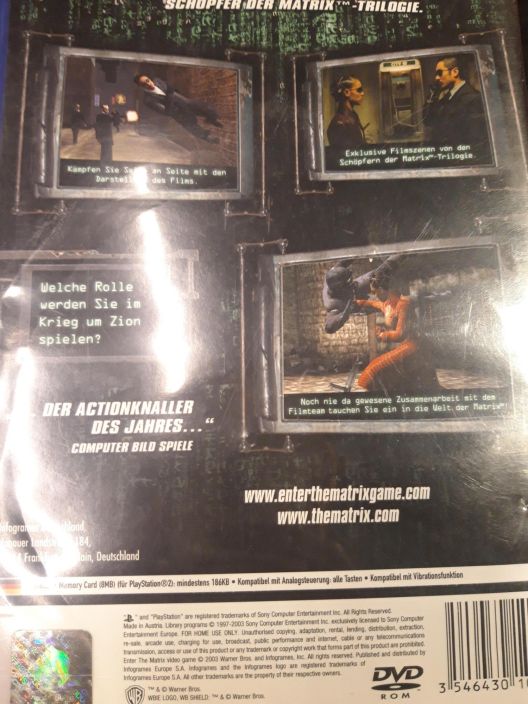 SCHÖPFER DER MATRIX™-TRILOGIE.
Kämpfen Sie an Seite mit den
des Films.
CITY
Exklusive Filmszenen von den
Schöpfern der Matrix™-Trilogie.
Welche Rolle
werden Sie im
Krieg um Zion
spielen?
Noch nie da gewesene Zusammenarbeit mit dem
Filmteam tauchen Sie ein in die Welt der Matrix™!
DER ACTIONKNALLER
DES JAHRES..."
COMPUTER BILD SPIELE
www.enterthematrixgame.com
www.thematrix.com
184,
Deutschland
Memory Card (8MB) (für PlayStation®2): mindestens 186KB • Kompatibel mit Analogsteuerung: alle Tasten • Kompatibel mit Vibrationsfunktion
" and "PlayStation" are registered trademarks of Sony Computer Entertainment Inc. All Rights Reserved.
Made in Austria. Library programs © 1997-2003 Sony Computer Entertainment Inc. exclusively licensed to Sony Computer
Entertainment Europe. FOR HOME USE ONLY. Unauthorised copying, adaptation, rental, lending, distribution, extraction,
re-sale, arcade use, charging for use, broadcast, public performance and internet, cable or any telecommunications
transmission, access or use of this product or any trademark or copyright work that forms part of this product are prohibited.
Enter The Matrix video game © 2003 Warner Bros. and Infogrames, Inc. All rights reserved. Published and distributed by
Infogrames Europe S.A. Infogrames and the Infogrames logo are registered trademarks of
Infogrames Europe S.A. All other trademarks are the property of their respective owners.
WB
™ & © Warner Bros.
WBIE LOGO, WB SHIELD: ™ & © Warner Bros.
DVD
ROM
3 546430